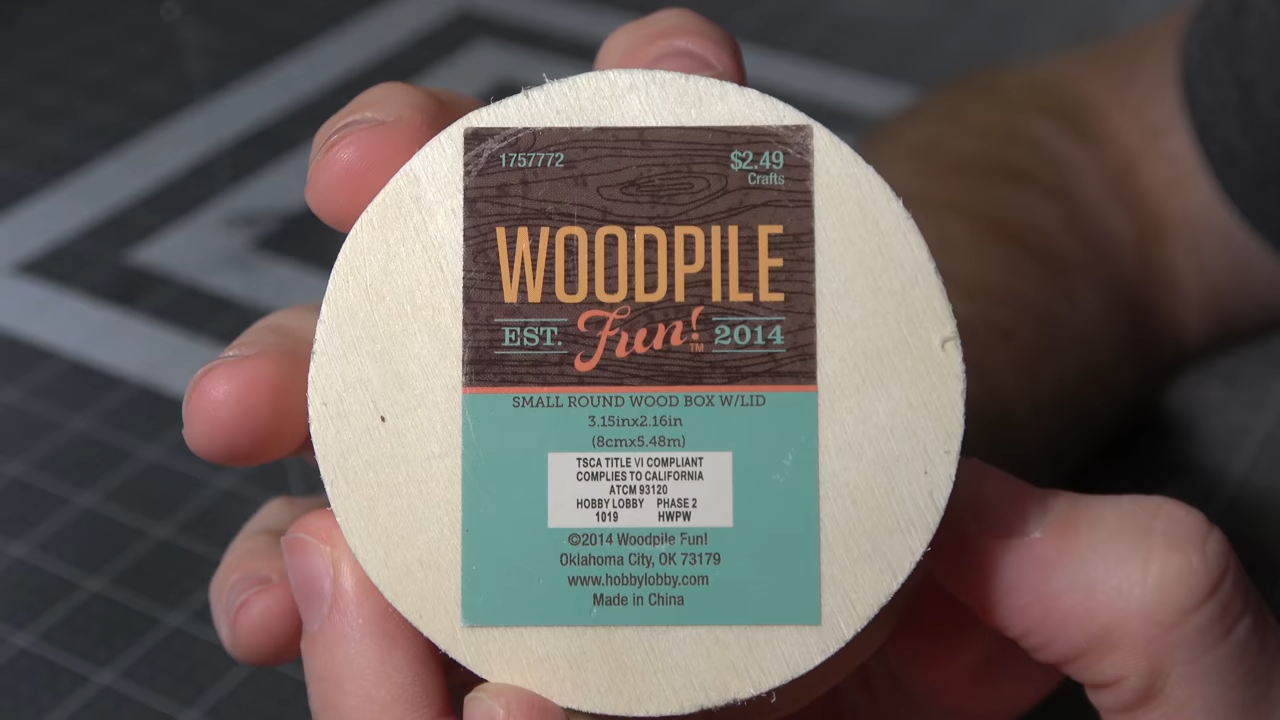 1757772
$2.49
Crafts
WOODPILE
EST. Fun!™ 2014
SMALL ROUND WOOD BOX W/LID
3.15inx2.16in
(8cmx5.48m)
TSCA TITLE VI COMPLIANT
COMPLIES TO CALIFORNIA
ATCM 93120
HOBBY LOBBY PHASE 2
1019 HWPW
©2014 Woodpile Fun!
Oklahoma City, OK 73179
www.hobbylobby.com
Made in China